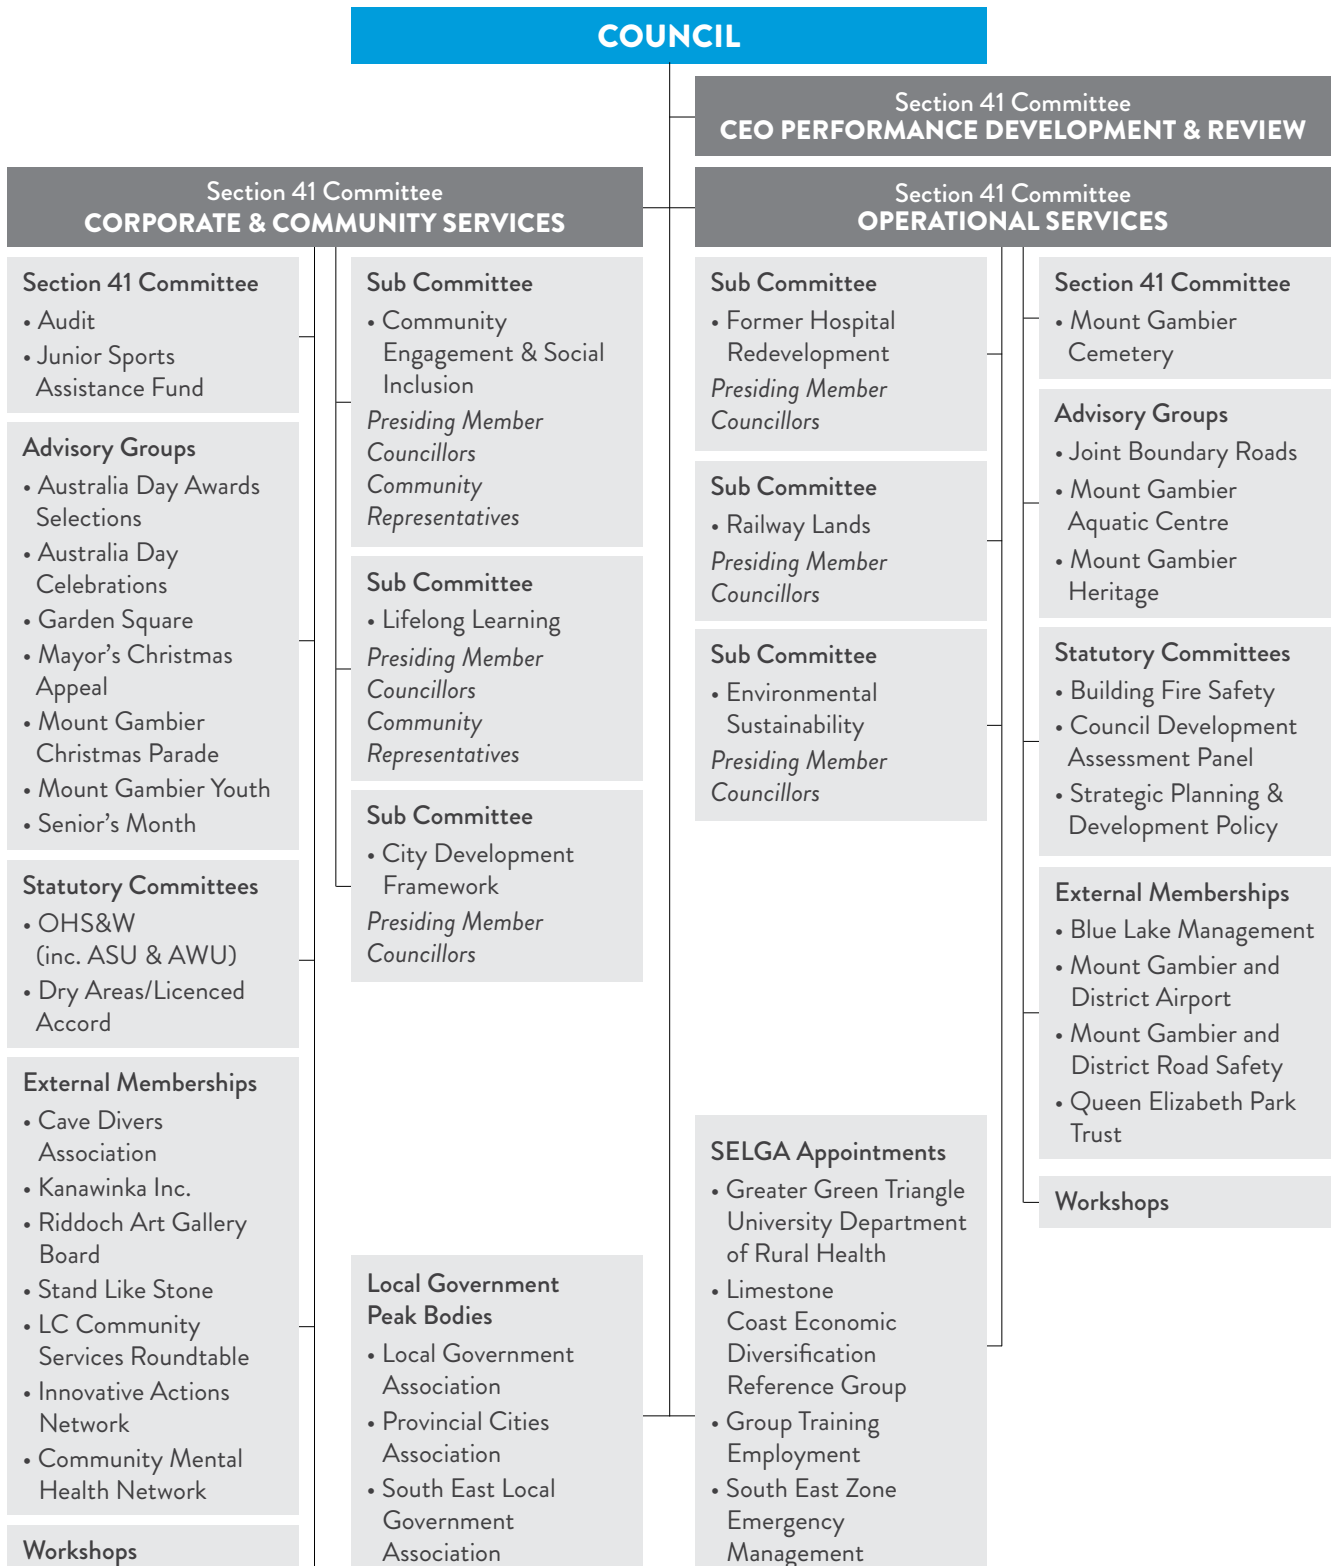 COUNCIL
Section 41 Committee
CEO PERFORMANCE DEVELOPMENT & REVIEW
Section 41 Committee
CORPORATE & COMMUNITY SERVICES
Section 41 Committee
OPERATIONAL SERVICES
Section 41 Committee
• Audit
• Junior Sports
Assistance Fund
Advisory Groups
• Australia Day Awards
Selections
• Australia Day
Celebrations
• Garden Square
• Mayor's Christmas
Appeal
• Mount Gambier
Christmas Parade
• Mount Gambier Youth
• Senior's Month
Statutory Committees
• OHS&W
(inc. ASU & AWU)
• Dry Areas/Licenced
Accord
External Memberships
• Cave Divers
Association
• Kanawinka Inc.
• Riddoch Art Gallery
Board
• Stand Like Stone
• LC Community
Services Roundtable
• Innovative Actions
Network
• Community Mental
Health Network
Workshops
Sub Committee
• Community
Engagement & Social
Inclusion
Presiding Member
Councillors
Community
Representatives
Sub Committee
• Lifelong Learning
Presiding Member
Councillors
Community
Representatives
Sub Committee
• City Development
Framework
Presiding Member
Councillors
Local Government
Peak Bodies
• Local Government
Association
• Provincial Cities
Association
• South East Local
Government
Association
Sub Committee
• Former Hospital
Redevelopment
Presiding Member
Councillors
Sub Committee
• Railway Lands
Presiding Member
Councillors
Sub Committee
• Environmental
Sustainability
Presiding Member
Councillors
SELGA Appointments
• Greater Green Triangle
University Department
of Rural Health
• Limestone
Coast Economic
Diversification
Reference Group
• Group Training
Employment
• South East Zone
Emergency
Management
Section 41 Committee
• Mount Gambier
Cemetery
Advisory Groups
• Joint Boundary Roads
• Mount Gambier
Aquatic Centre
• Mount Gambier
Heritage
Statutory Committees
• Building Fire Safety
• Council Development
Assessment Panel
• Strategic Planning &
Development Policy
External Memberships
• Blue Lake Management
• Mount Gambier and
District Airport
• Mount Gambier and
District Road Safety
• Queen Elizabeth Park
Trust
Workshops